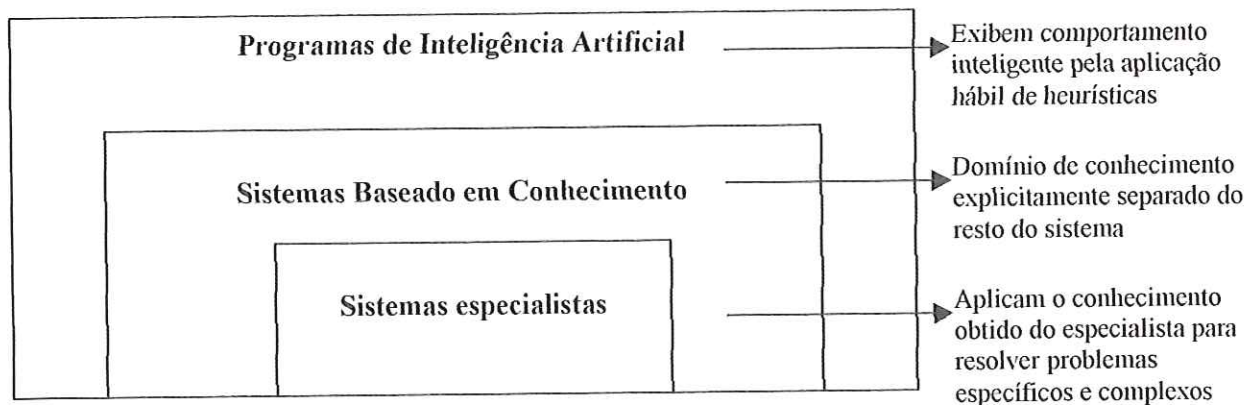 Programas de Inteligência Artificial
Exibem comportamento
inteligente pela aplicação
hábil de heurísticas
Sistemas Baseado em Conhecimento
Domínio de conhecimento
explicitamente separado do
resto do sistema
Sistemas especialistas
Aplicam o conhecimento
obtido do especialista para
resolver problemas
específicos e complexos